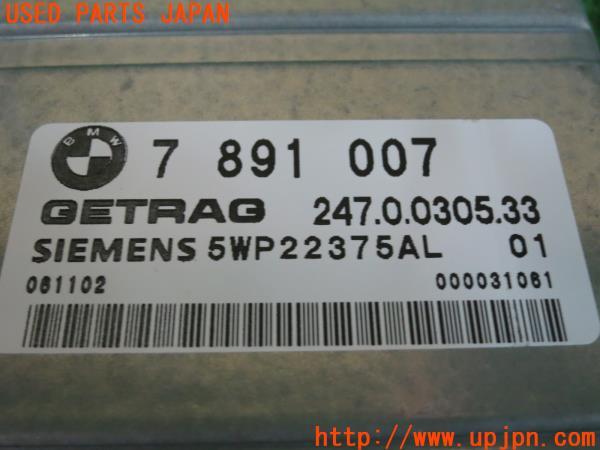 USED PARTS JAPAN
BMW 7 891 007
GETRAG 247.0.0305.33
SIEMENS 5WP22375AL 01
061102 000031061
http://www.upjpn.com/